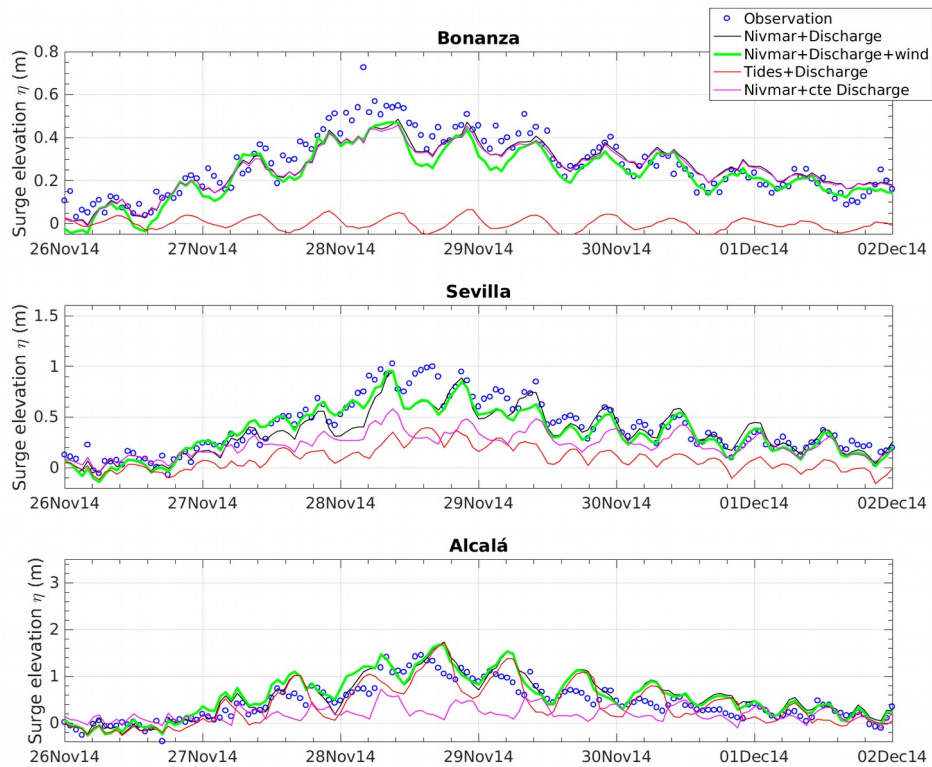 Observation
Nivmar+Discharge
Nivmar+Discharge+wind
Tides+Discharge
Nivmar+cte Discharge
Bonanza
Surge elevation η (m)
0.8
0.6
0.4
0.2
0
26Nov14 27Nov14 28Nov14 29Nov14 30Nov14 01Dec14 02Dec14
Sevilla
Surge elevation η (m)
1.5
1
0.5
0
26Nov14 27Nov14 28Nov14 29Nov14 30Nov14 01Dec14 02Dec14
Alcalá
Surge elevation η (m)
3
2
1
0
26Nov14 27Nov14 28Nov14 29Nov14 30Nov14 01Dec14 02Dec14